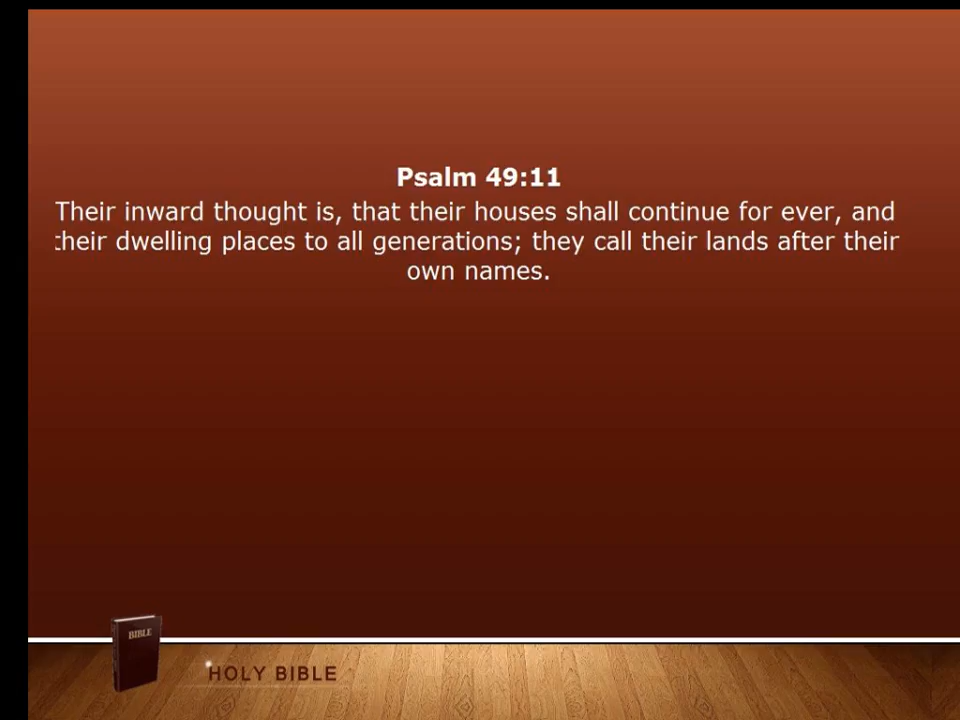 Psalm 49:11
Their inward thought is, that their houses shall continue for ever, and
their dwelling places to all generations; they call their lands after their
own names.
BIBLE
HOLY BIBLE